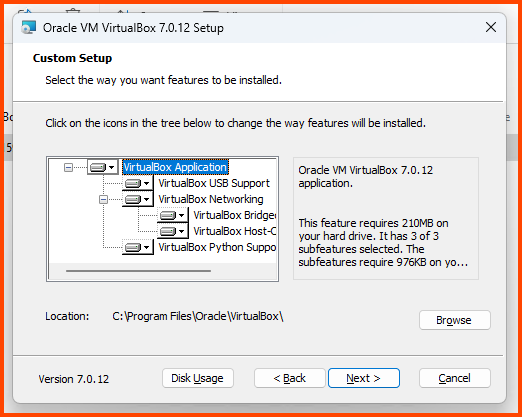 Oracle VM VirtualBox 7.0.12 Setup
Custom Setup
Select the way you want features to be installed.
Click on the icons in the tree below to change the way features will be installed.
VirtualBox Application
VirtualBox USB Support
VirtualBox Networking
VirtualBox Bridge
VirtualBox Host-C
VirtualBox Python Suppo
Oracle VM VirtualBox 7.0.12
application.
This feature requires 210MB on
your hard drive. It has 3 of 3
subfeatures selected. The
subfeatures require 976KB on yo...
Location: C:\Program Files\Oracle\VirtualBox\
Browse
Version 7.0.12
Disk Usage
< Back
Next >
Cancel